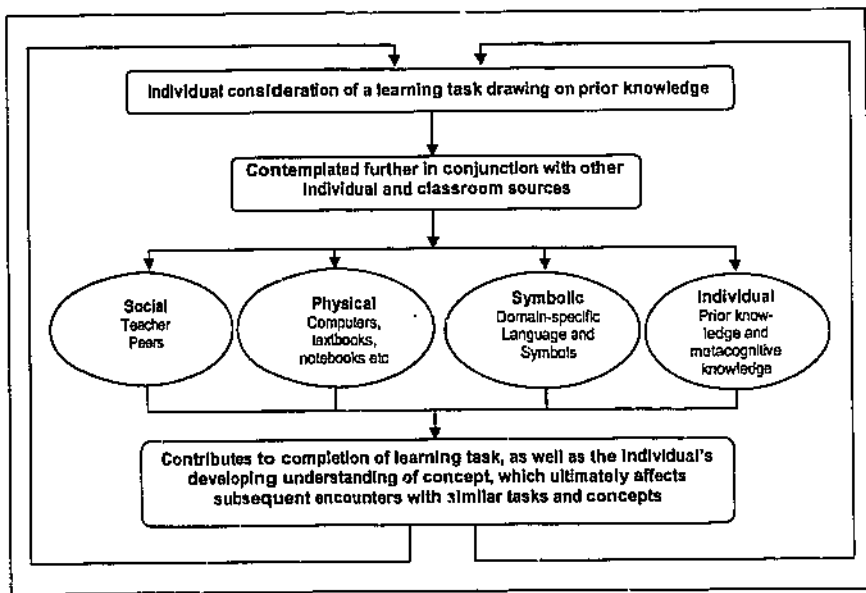 Individual consideration of a learning task drawing on prior knowledge
Contemplated further in conjunction with other
individual and classroom sources
Social
Teacher
Peers
Physical
Computers,
textbooks,
notebooks etc
Symbolic
Domain-specific
Language and
Symbols
Individual
Prior know-
ledge and
metacognitive
knowledge
Contributes to completion of learning task, as well as the individual's
developing understanding of concept, which ultimately affects
subsequent encounters with similar tasks and concepts